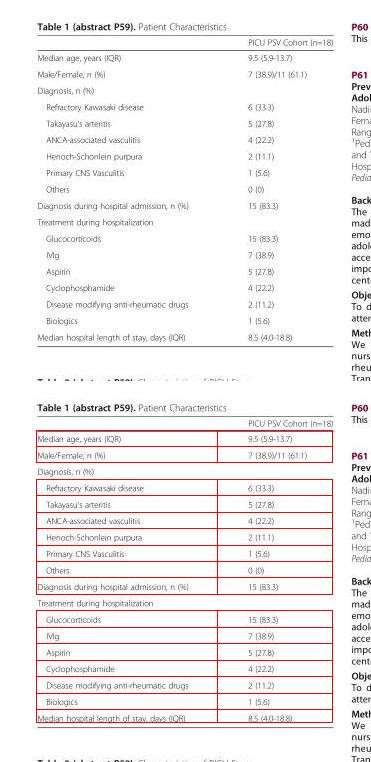 Table 1 (abstract P59). Patient Characteristics
PICU PSV Cohort (n=18)
Median age, years (IQR) 9.5 (5.9-13.7)
Male/Female, n (%) 7 (38.9)/11 (61.1)
Diagnosis, n (%)
Refractory Kawasaki disease 6 (33.3)
Takayasu's arteritis 5 (27.8)
ANCA-associated vasculitis 4 (22.2)
Henoch-Schonlein purpura 2 (11.1)
Primary CNS Vasculitis 1 (5.6)
Others 0 (0)
Diagnosis during hospital admission, n (%) 15 (83.3)
Treatment during hospitalization
Glucocorticoids 15 (83.3)
IVIg 7 (38.9)
Aspirin 5 (27.8)
Cyclophosphamide 4 (22.2)
Disease modifying anti-rheumatic drugs 2 (11.2)
Biologics 1 (5.6)
Median hospital length of stay, days (IQR) 8.5 (4.0-18.8)
P60
This
P61
Prev
Adol
Nadi
Ferna
Rang
¹Ped
and
Hosp
Pedia
Back
The
mad
emo
adol
acce
impo
cent
Obje
To d
atte
Meth
We
nurs
rheu
Tran
Table 1 (abstract P59). Patient Characteristics
PICU PSV Cohort (n=18)
Median age, years (IQR) 9.5 (5.9-13.7)
Male/Female, n (%) 7 (38.9)/11 (61.1)
Diagnosis, n (%)
Refractory Kawasaki disease 6 (33.3)
Takayasu's arteritis 5 (27.8)
ANCA-associated vasculitis 4 (22.2)
Henoch-Schonlein purpura 2 (11.1)
Primary CNS Vasculitis 1 (5.6)
Others 0 (0)
Diagnosis during hospital admission, n (%) 15 (83.3)
Treatment during hospitalization
Glucocorticoids 15 (83.3)
IVIg 7 (38.9)
Aspirin 5 (27.8)
Cyclophosphamide 4 (22.2)
Disease modifying anti-rheumatic drugs 2 (11.2)
Biologics 1 (5.6)
Median hospital length of stay, days (IQR) 8.5 (4.0-18.8)
P60
This
P61
Prev
Adol
Nadi
Ferna
Rang
¹Ped
and
Hosp
Pedia
Back
The
mad
emo
adol
acce
impo
cent
Obje
To d
atte
Meth
We
nurs
rheu
Tran